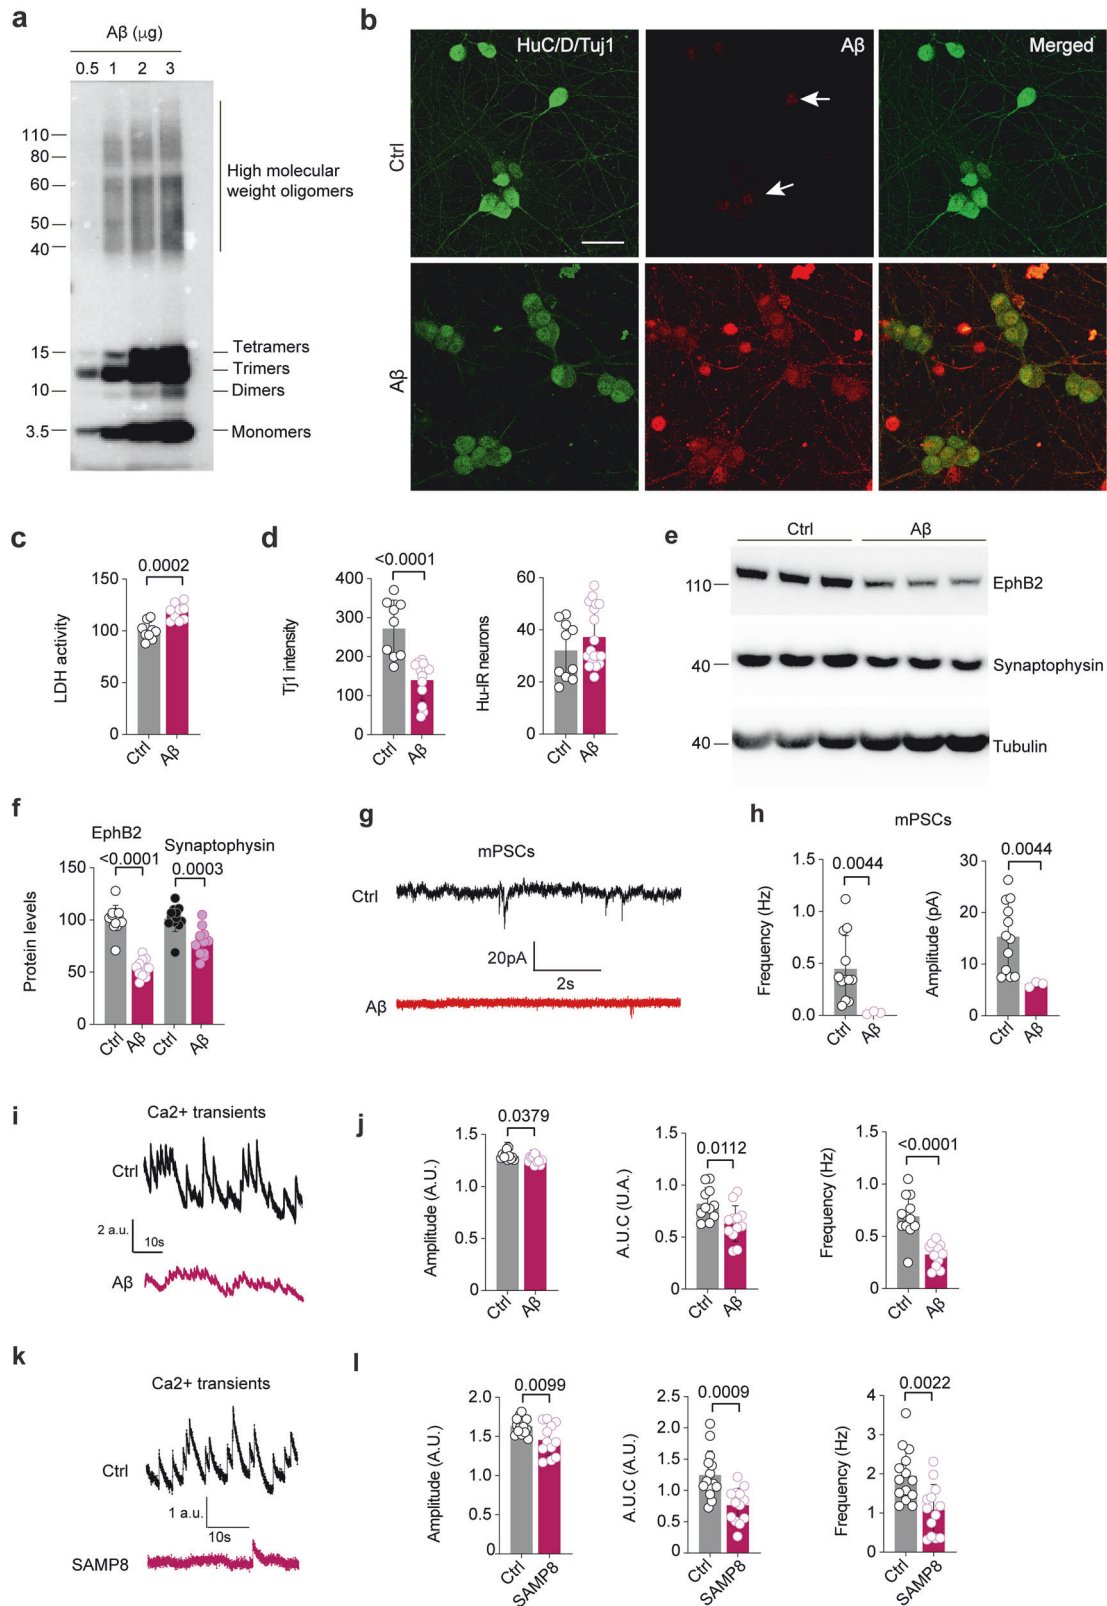 a
Aβ (μg)
0.5 1 2 3
110
80
60
50
40
15
10
3.5
High molecular
weight oligomers
Tetramers
Trimers
Dimers
Monomers
b
HuC/D/Tuj1
Aβ
Merged
Ctrl
Aβ
c
0.0002
LDH activity
150
100
50
0
Ctrl
Aβ
d
<0.0001
Tj1 intensity
400
300
200
100
0
Ctrl
Aβ
Hu-IR neurons
60
40
20
0
Ctrl
Aβ
e
Ctrl
Aβ
110
EphB2
40
Synaptophysin
40
Tubulin
f
EphB2
Synaptophysin
<0.0001
0.0003
Protein levels
150
100
50
0
Ctrl
Aβ
Ctrl
Aβ
g
mPSCs
Ctrl
20pA
2s
Aβ
h
mPSCs
0.0044
Frequency (Hz)
1.5
1.0
0.5
0.0
Ctrl
Aβ
0.0044
Amplitude (pA)
30
20
10
0
Ctrl
Aβ
i
Ca2+ transients
Ctrl
2 a.u.
10s
Aβ
j
0.0379
Amplitude (A.U.)
1.5
1.0
0.5
0
Ctrl
Aβ
0.0112
A.U.C (U.A.)
1.5
1.0
0.5
0
Ctrl
Aβ
<0.0001
Frequency (Hz)
1.5
1.0
0.5
0
Ctrl
Aβ
k
Ca2+ transients
Ctrl
1 a.u.
10s
SAMP8
l
0.0099
Amplitude (A.U.)
2.0
1.5
1.0
0.5
0
Ctrl
SAMP8
0.0009
A.U.C (A.U.)
2.5
2.0
1.5
1.0
0.5
0
Ctrl
SAMP8
0.0022
Frequency (Hz)
4
3
2
1
0
Ctrl
SAMP8